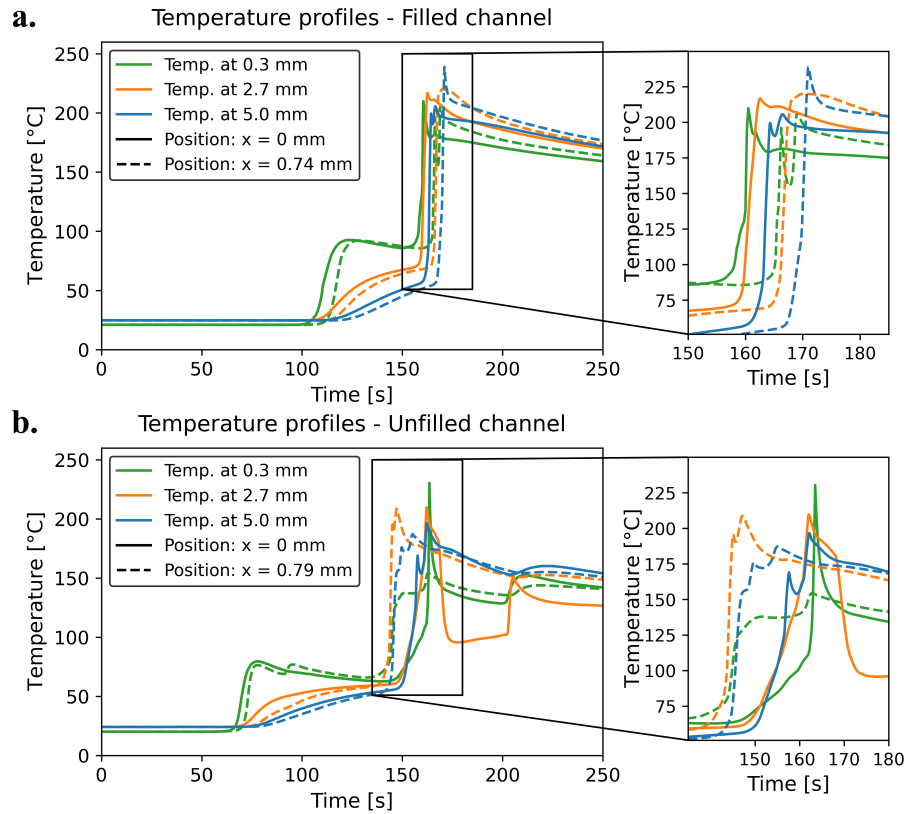 a.
Temperature profiles - Filled channel
Temperature [°C]
250
200
150
100
50
0
Temp. at 0.3 mm
Temp. at 2.7 mm
Temp. at 5.0 mm
Position: x = 0 mm
Position: x = 0.74 mm
0 50 100 150 200 250
Time [s]
Temperature [°C]
225
200
175
150
125
100
75
150 160 170 180
Time [s]
b.
Temperature profiles - Unfilled channel
Temperature [°C]
250
200
150
100
50
0
Temp. at 0.3 mm
Temp. at 2.7 mm
Temp. at 5.0 mm
Position: x = 0 mm
Position: x = 0.79 mm
0 50 100 150 200 250
Time [s]
Temperature [°C]
225
200
175
150
125
100
75
150 160 170 180
Time [s]